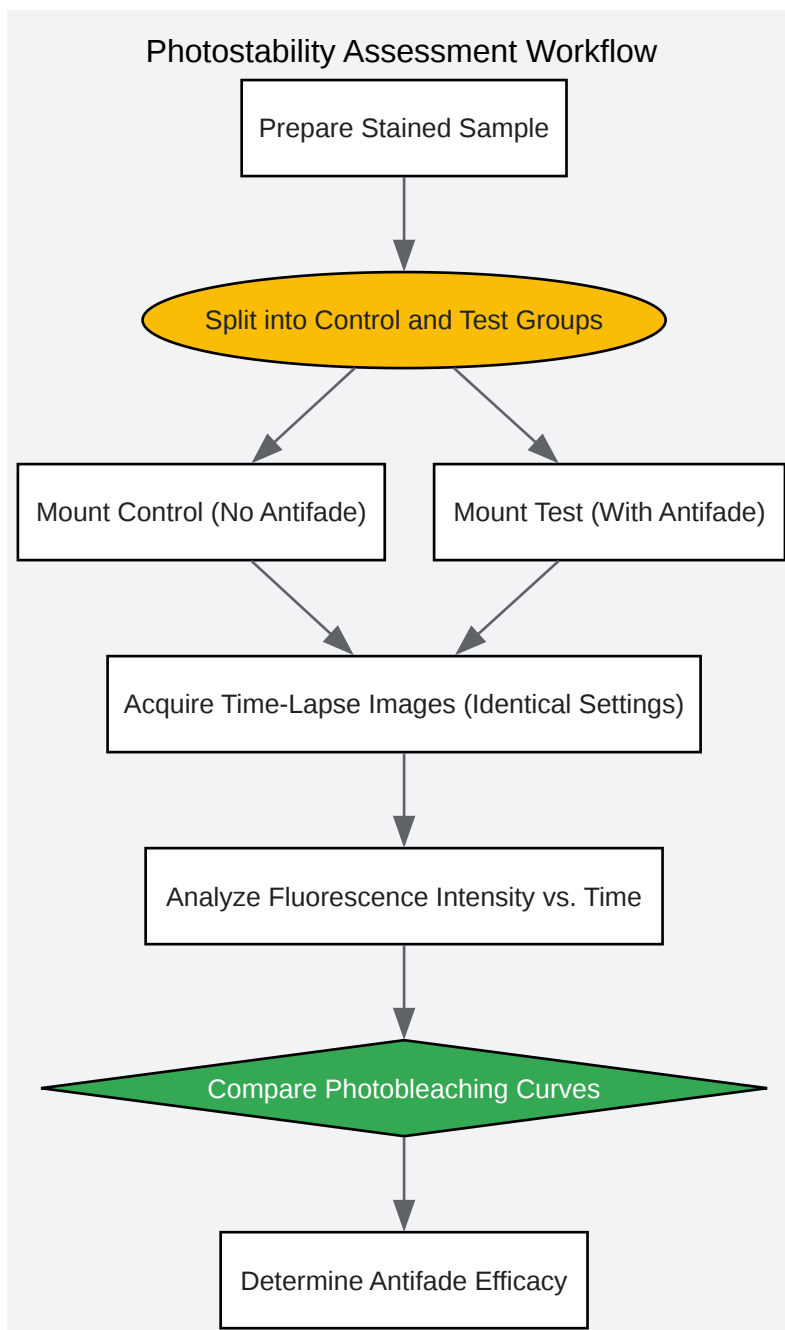 Photostability Assessment Workflow
Prepare Stained Sample
Split into Control and Test Groups
Mount Control (No Antifade)
Mount Test (With Antifade)
Acquire Time-Lapse Images (Identical Settings)
Analyze Fluorescence Intensity vs. Time
Compare Photobleaching Curves
Determine Antifade Efficacy